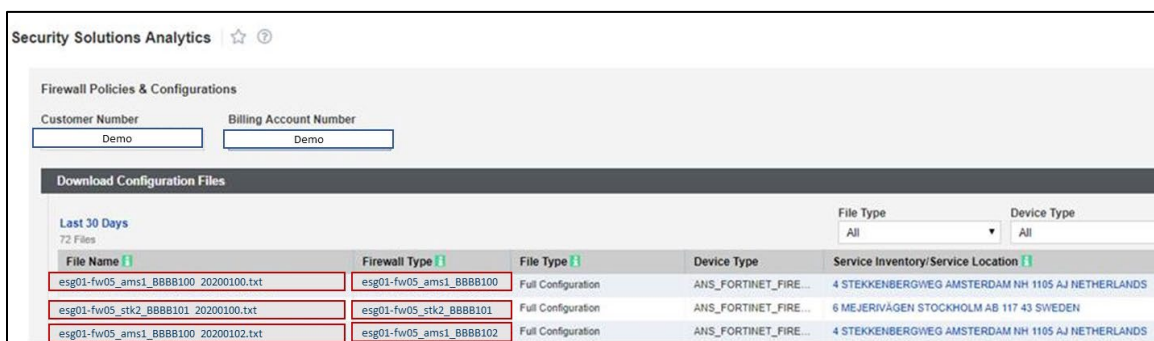 Security Solutions Analytics
Firewall Policies & Configurations
Customer Number Billing Account Number
Demo Demo
Download Configuration Files
Last 30 Days
72 Files
File Type Device Type
All All
File Name Firewall Type File Type Device Type Service Inventory/Service Location
esg01-fw05_ams1_BBBB100 20200100.txt esg01-fw05_ams1_BBBB100 Full Configuration ANS_FORTINET_FIRE... 4 STEKKENBERGWEG AMSTERDAM NH 1105 AJ NETHERLANDS
esg01-fw05_stk2_BBBB101 20200100.txt esg01-fw05_stk2_BBBB101 Full Configuration ANS_FORTINET_FIRE... 6 MEJERIVÄGEN STOCKHOLM AB 117 43 SWEDEN
esg01-fw05_ams1_BBBB100 20200102.txt esg01-fw05_ams1_BBBB102 Full Configuration ANS_FORTINET_FIRE... 4 STEKKENBERGWEG AMSTERDAM NH 1105 AJ NETHERLANDS